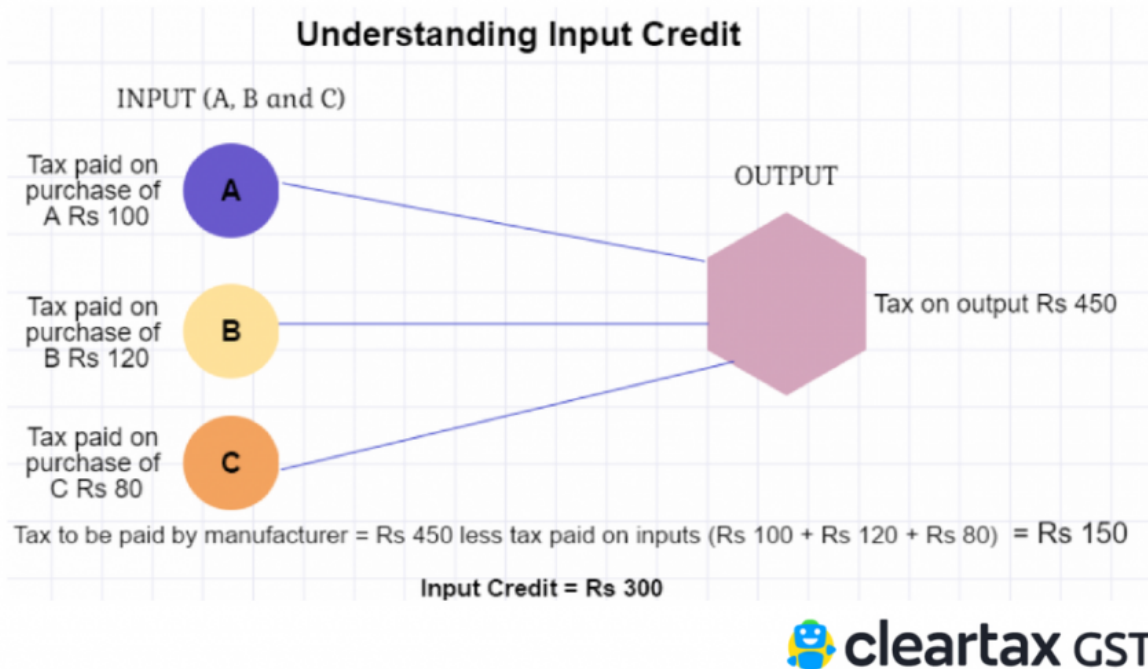 Understanding Input Credit
INPUT (A, B and C)
Tax paid on
purchase of
A Rs 100
A
OUTPUT
Tax paid on
purchase of
B Rs 120
B
Tax on output Rs 450
Tax paid on
purchase of
C Rs 80
C
Tax to be paid by manufacturer = Rs 450 less tax paid on inputs (Rs 100 + Rs 120 + Rs 80) = Rs 150
Input Credit = Rs 300
cleartax GST